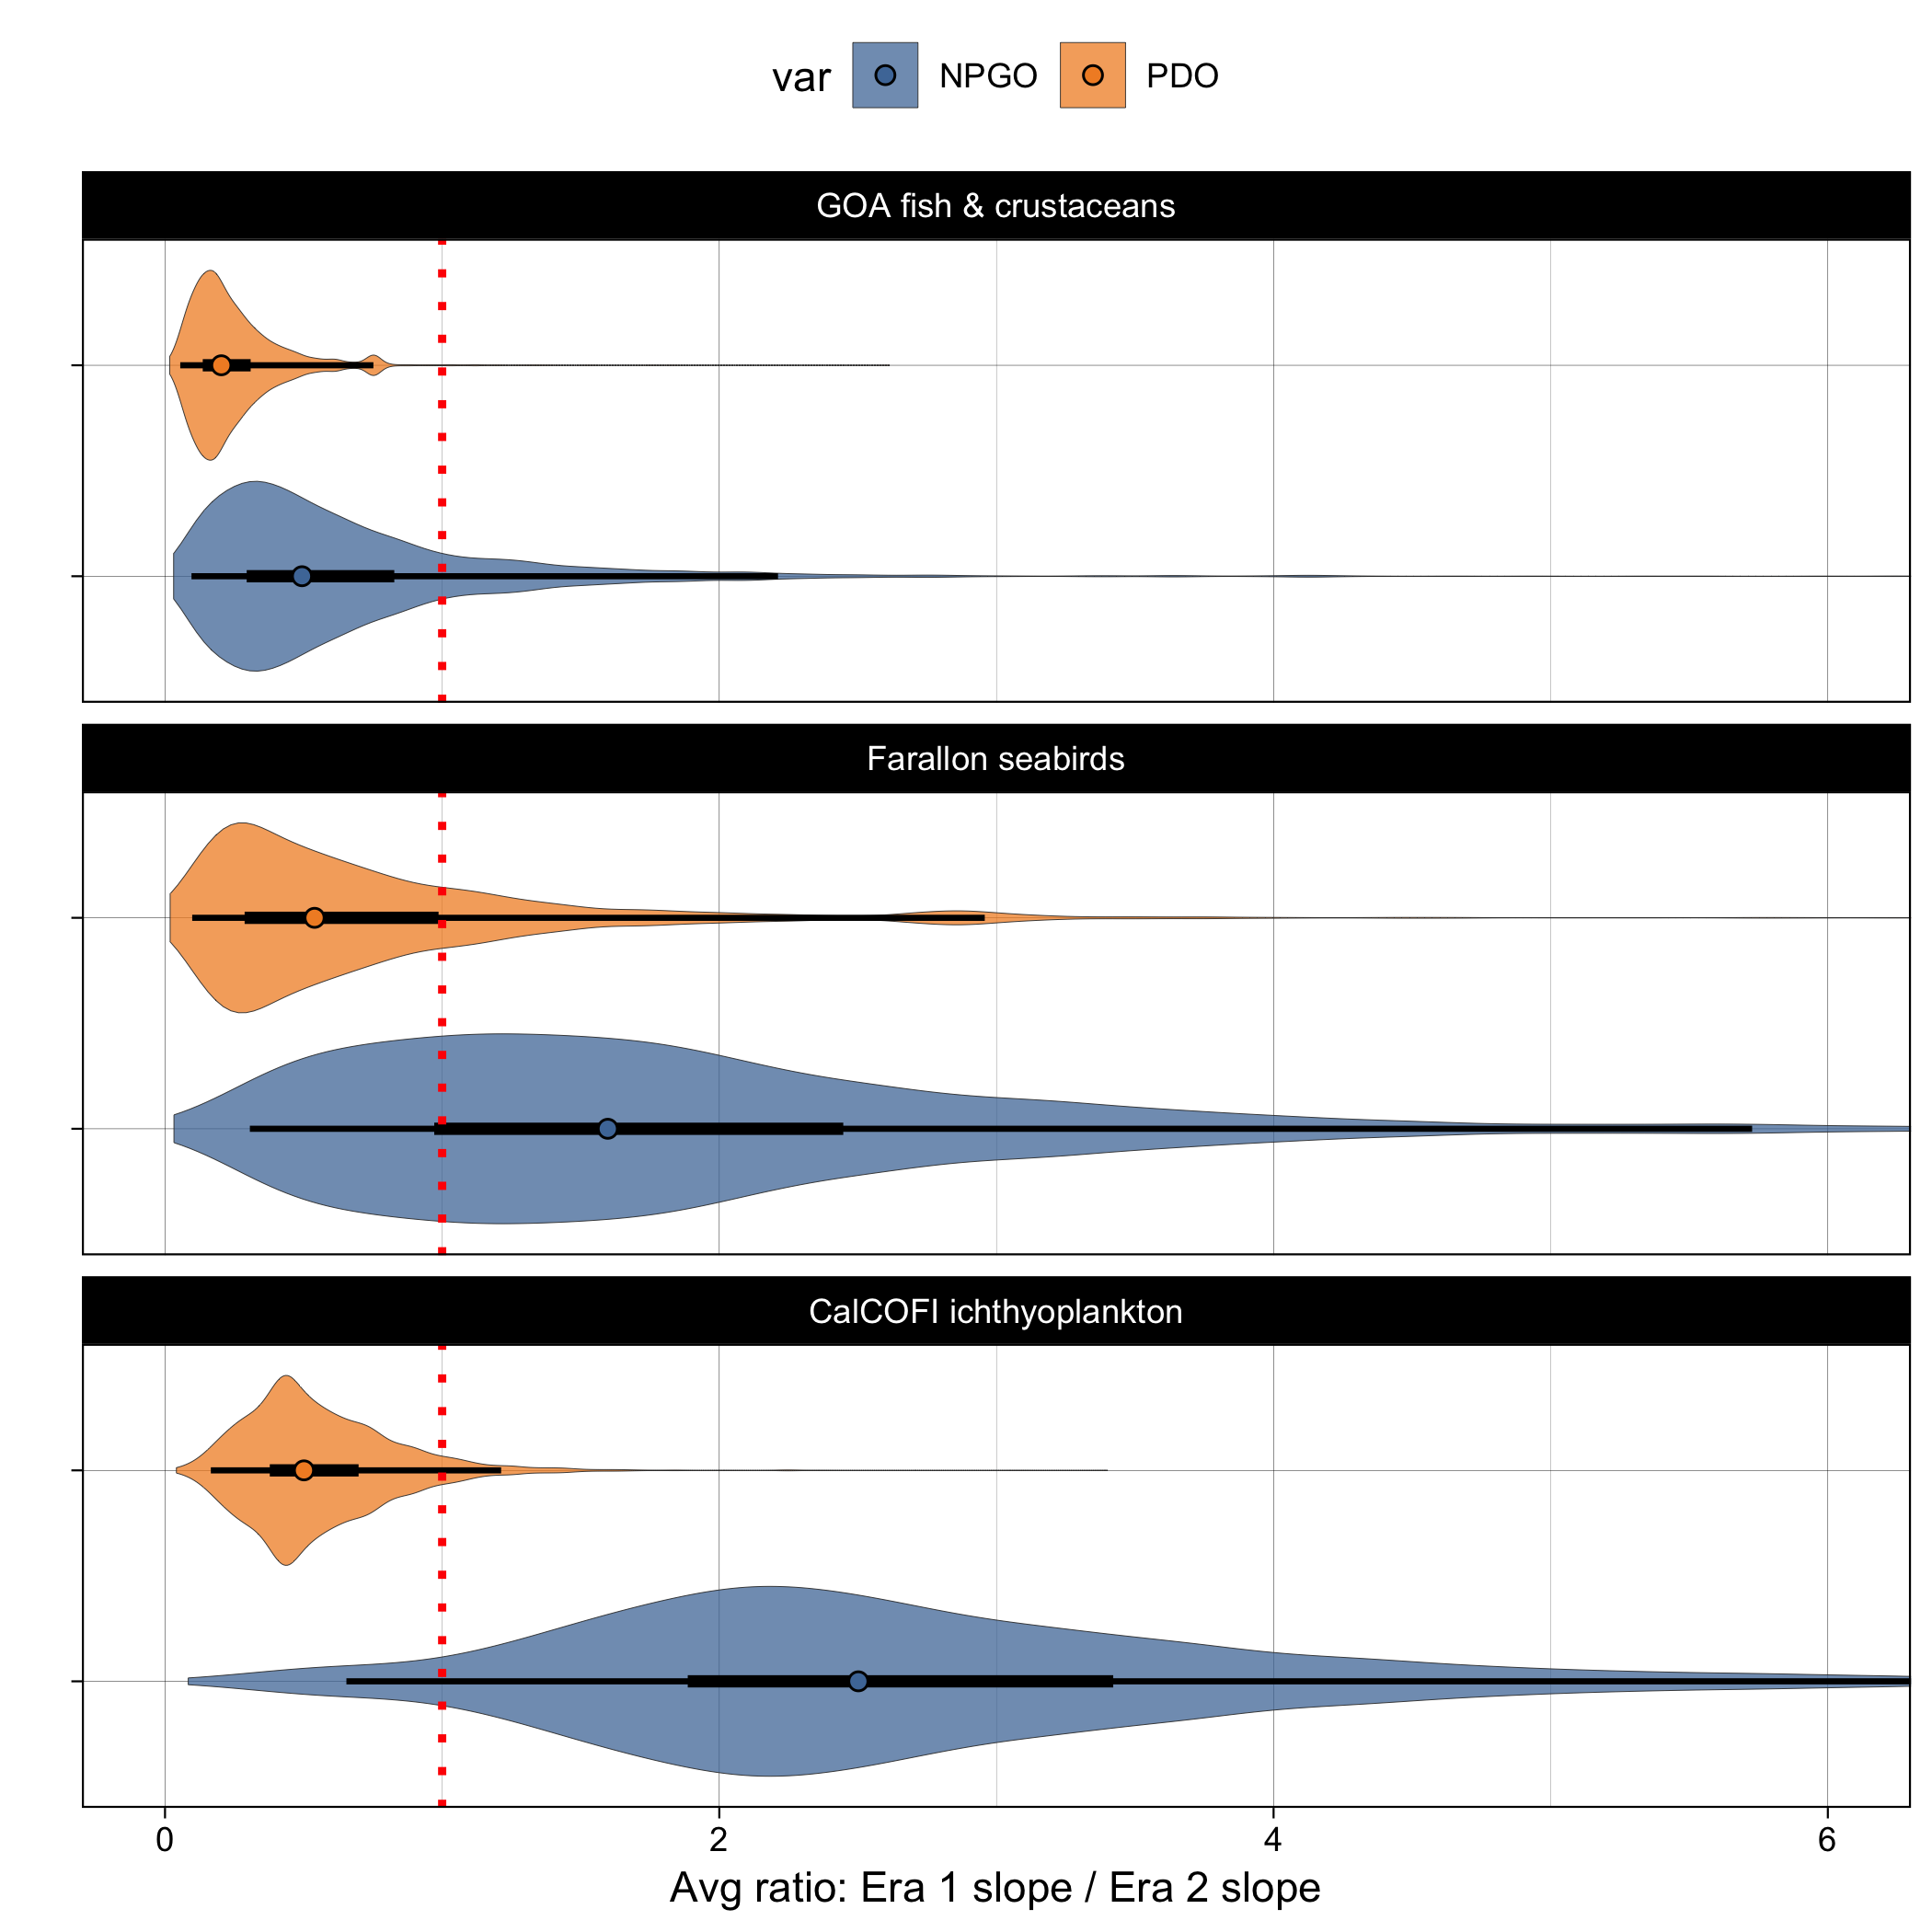 var NPGO PDO
GOA fish & crustaceans
Farallon seabirds
CalCOFI ichthyoplankton
0 2 4 6
Avg ratio: Era 1 slope / Era 2 slope